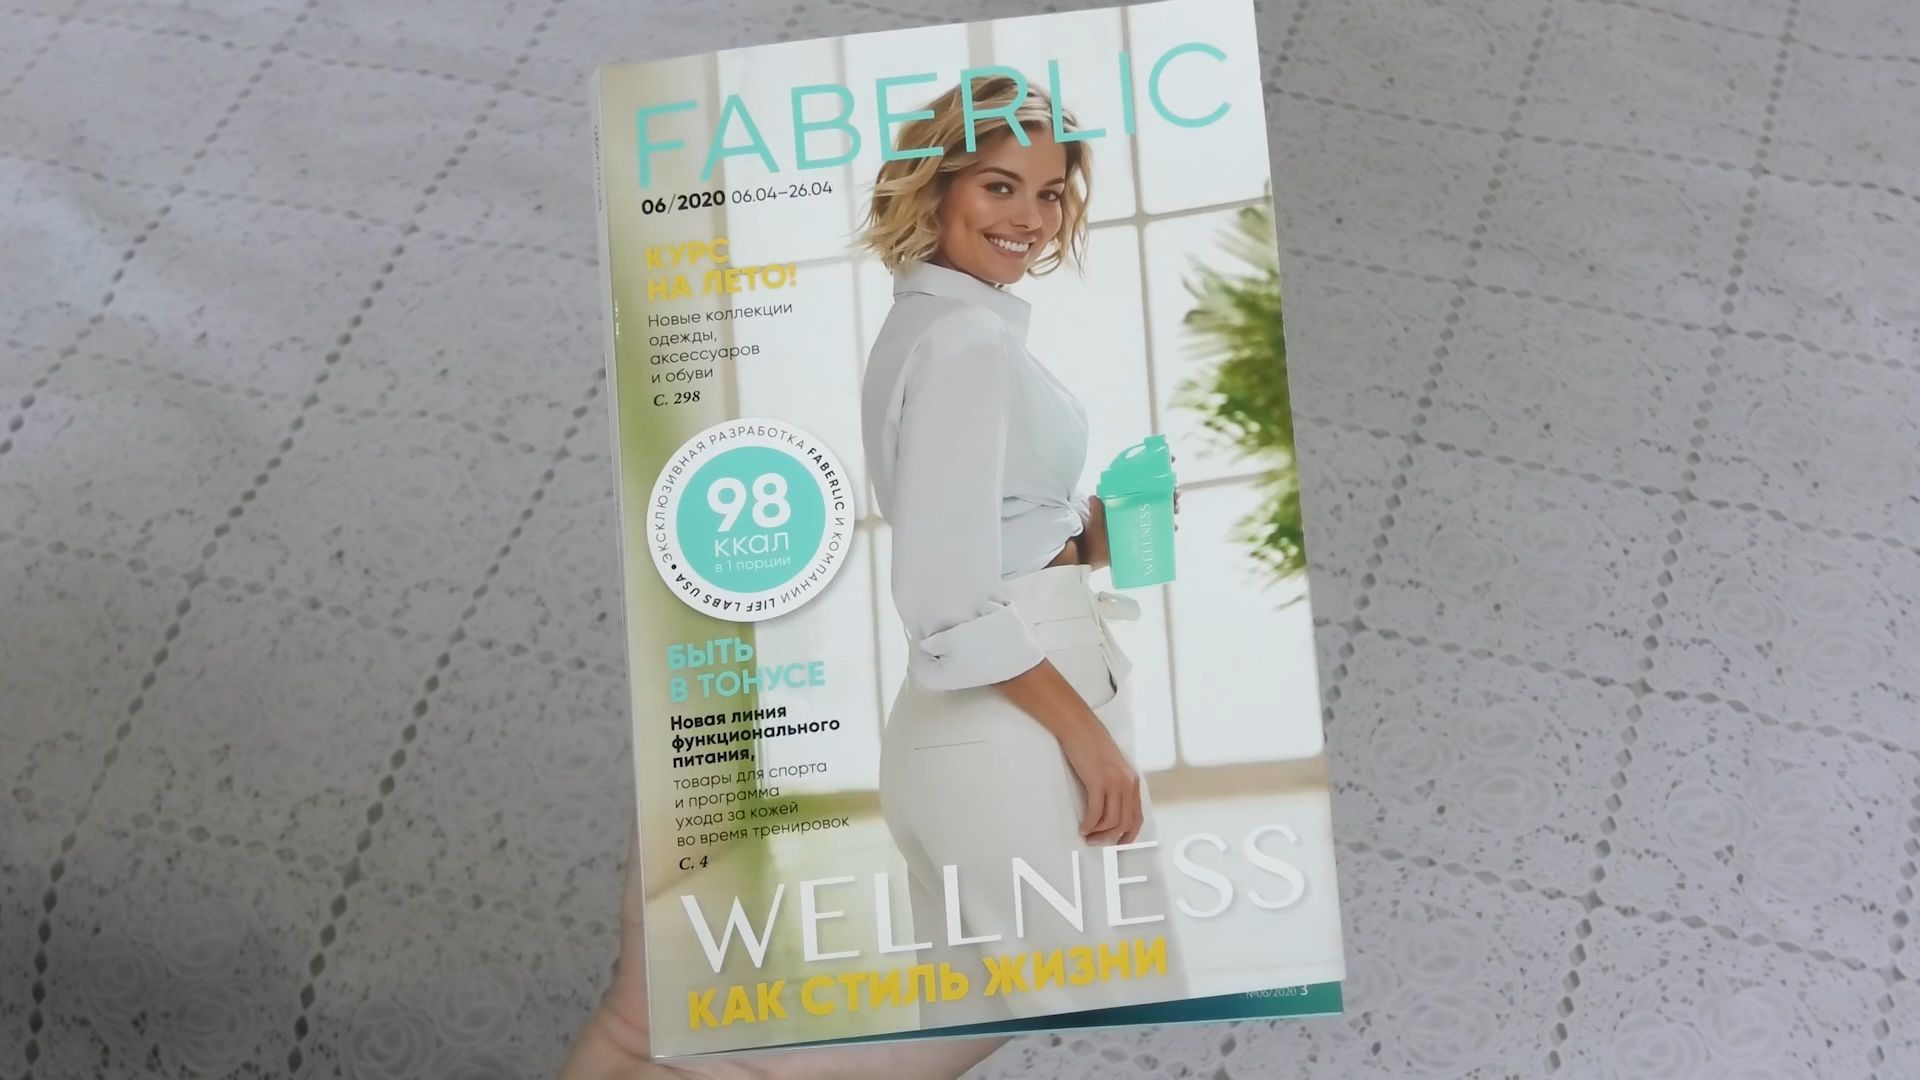 FABERLIC
06/2020 06.04–26.04
КУРС
НА ЛЕТО!
Новые коллекции
одежды,
аксессуаров
и обуви
С. 298
ЭКСКЛЮЗИВНАЯ РАЗРАБОТКА FABERLIC И КОМПАНИИ LIEF LABS USA •
98
ккал
в 1 порции
WELLNESS
БЫТЬ
В ТОНУСЕ
Новая линия
функционального
питания,
товары для спорта
и программа
ухода за кожей
во время тренировок
С. 4
WELLNESS
КАК СТИЛЬ ЖИЗНИ
№06/2020 3